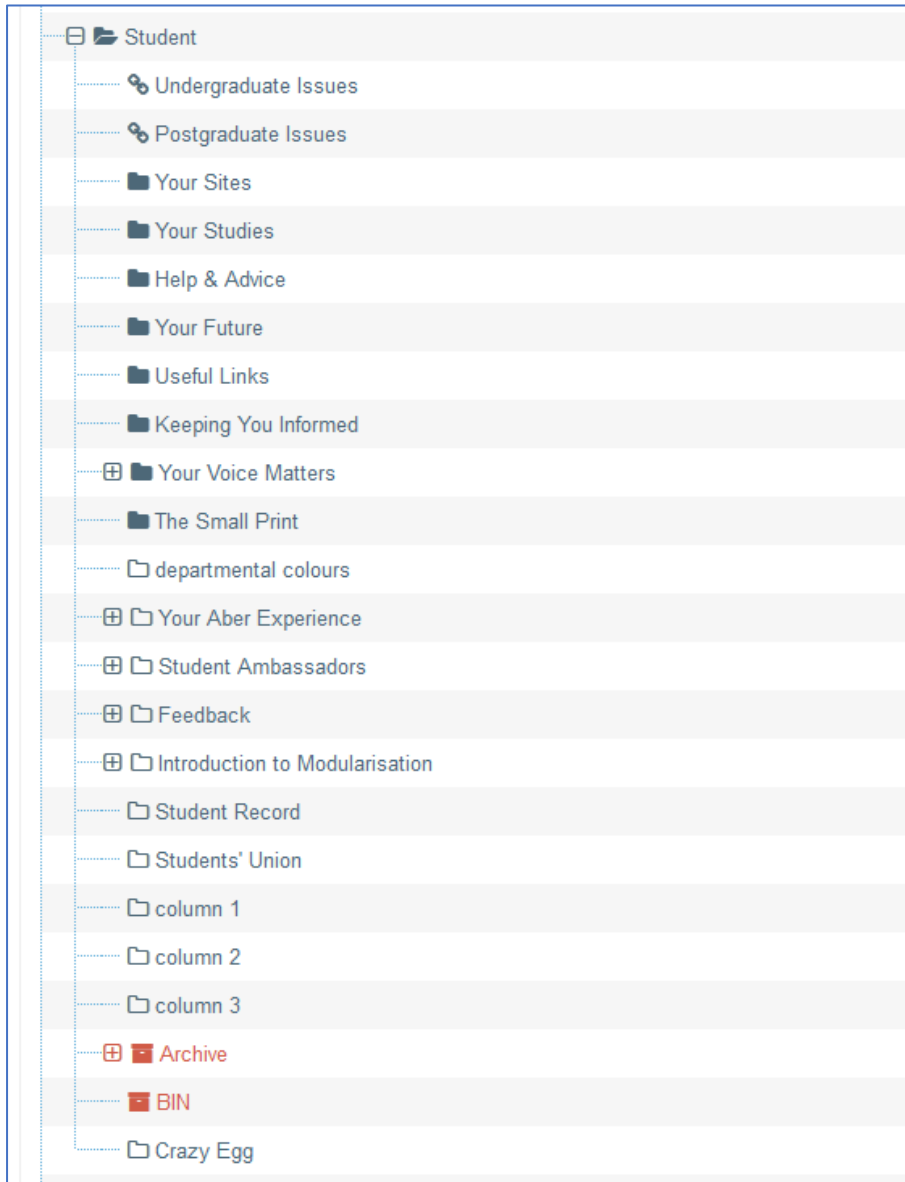 Student
Undergraduate Issues
Postgraduate Issues
Your Sites
Your Studies
Help & Advice
Your Future
Useful Links
Keeping You Informed
Your Voice Matters
The Small Print
departmental colours
Your Aber Experience
Student Ambassadors
Feedback
Introduction to Modularisation
Student Record
Students' Union
column 1
column 2
column 3
Archive
BIN
Crazy Egg